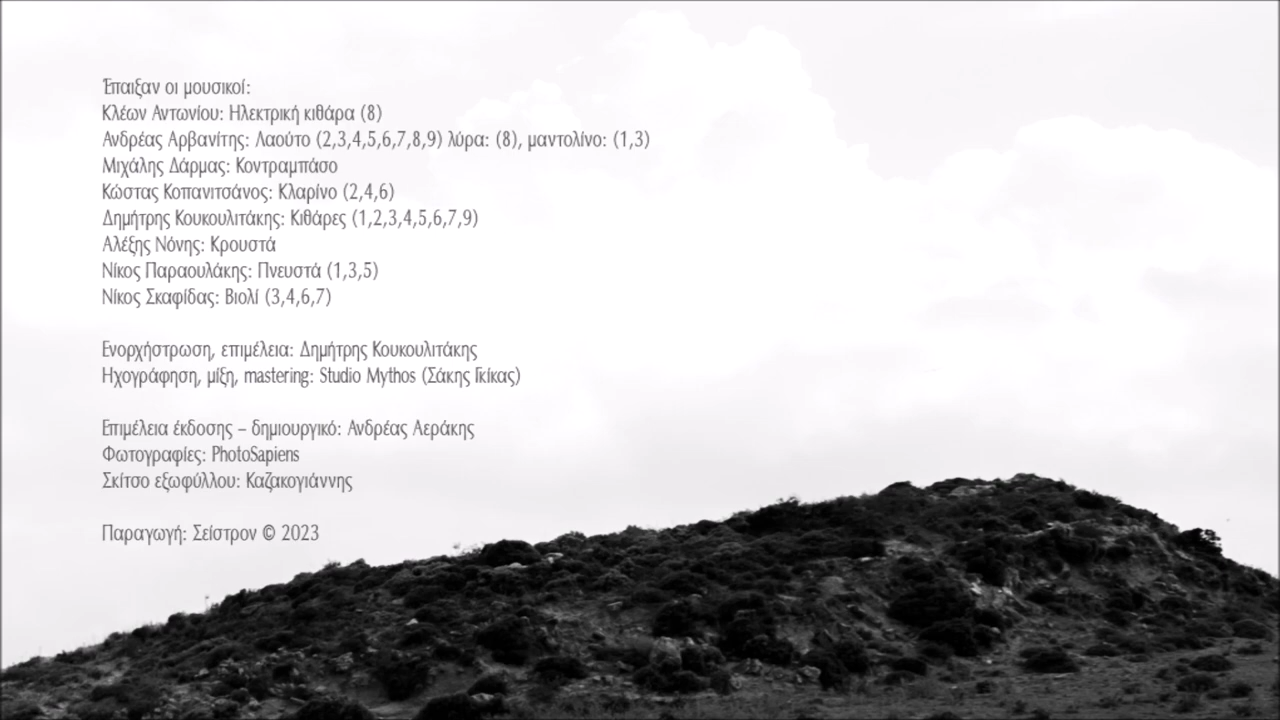 Έπαιξαν οι μουσικοί:
Κλέων Αντωνίου: Ηλεκτρική κιθάρα (8)
Ανδρέας Αρβανίτης: Λαούτο (2,3,4,5,6,7,8,9) λύρα: (8), μαντολίνο: (1,3)
Μιχάλης Δάρμας: Κοντραμπάσο
Κώστας Κοπανιτσάνος: Κλαρίνο (2,4,6)
Δημήτρης Κουκουλιτάκης: Κιθάρες (1,2,3,4,5,6,7,9)
Αλέξης Νόνης: Κρουστά
Νίκος Παραουλάκης: Πνευστά (1,3,5)
Νίκος Σκαφίδας: Βιολί (3,4,6,7)
Ενορχήστρωση, επιμέλεια: Δημήτρης Κουκουλιτάκης
Ηχογράφηση, μίξη, mastering: Studio Mythos (Σάκης Γκίκας)
Επιμέλεια έκδοσης – δημιουργικό: Ανδρέας Αεράκης
Φωτογραφίες: PhotoSapiens
Σκίτσο εξωφύλλου: Καζακογιάννης
Παραγωγή: Σείστρον © 2023